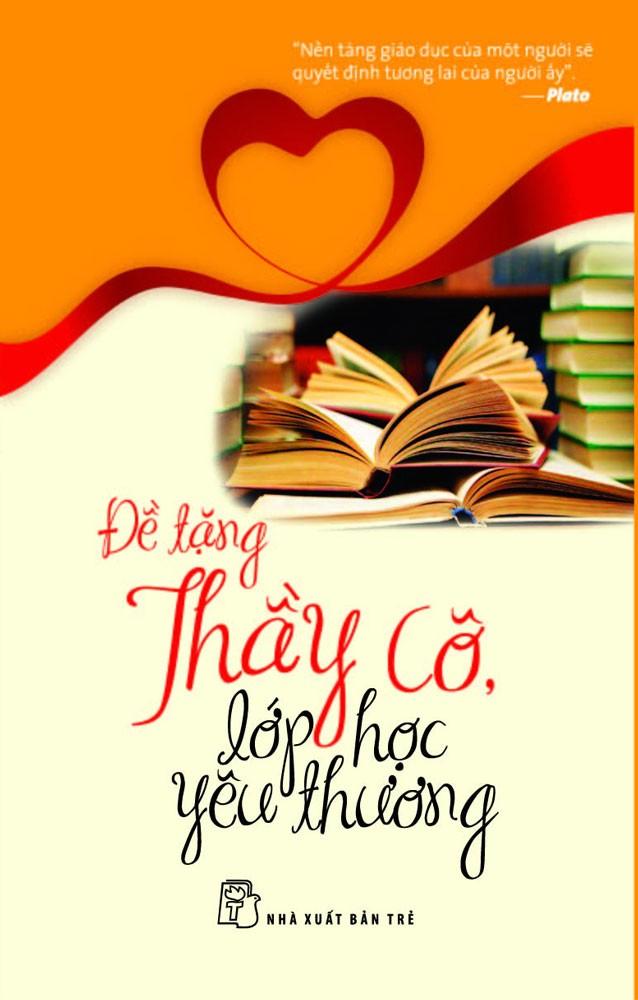 “Nền tảng giáo dục của một người sẽ
quyết định tương lai của người ấy”.
— Plato
Đề tặng
Thầy Cô,
lớp học
yêu thương
NHÀ XUẤT BẢN TRẺ